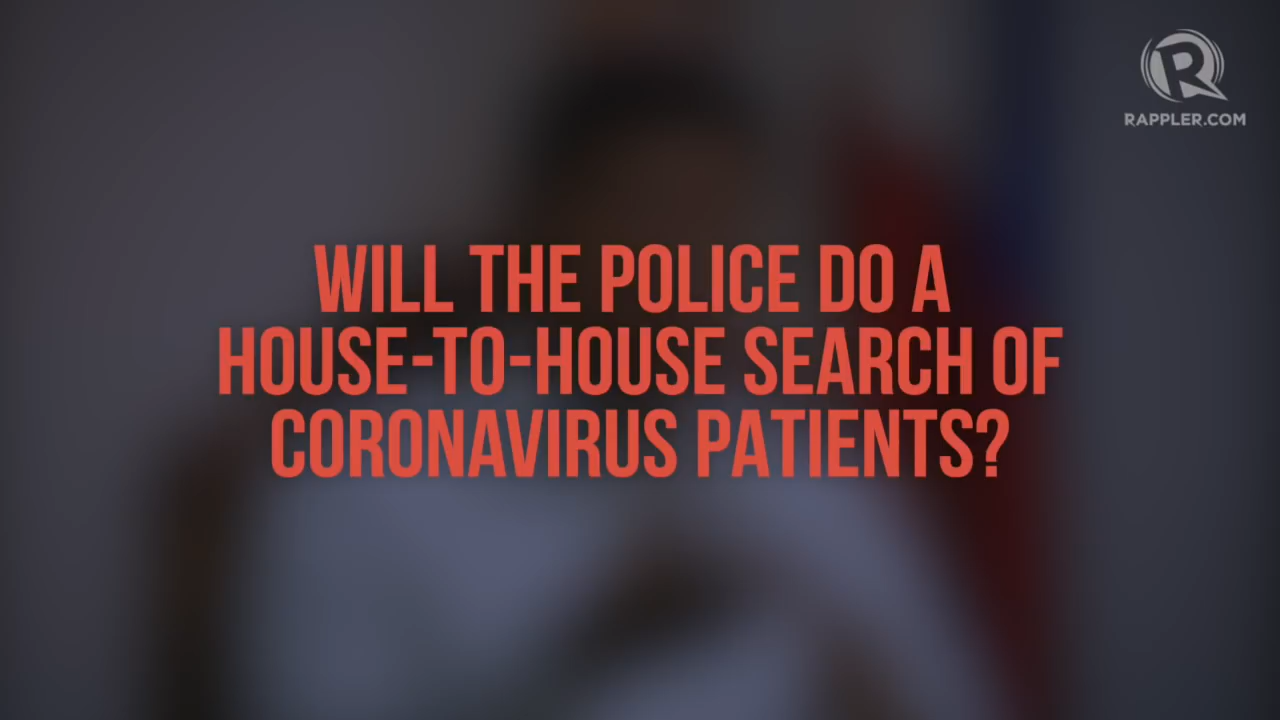 RAPPLER.COM
WILL THE POLICE DO A
HOUSE-TO-HOUSE SEARCH OF
CORONAVIRUS PATIENTS?